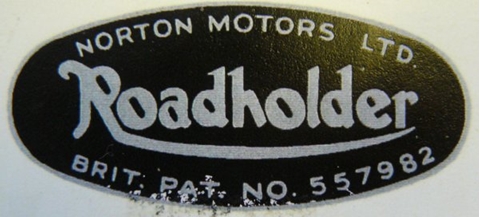 NORTON MOTORS LTD.
Roadholder
BRIT. PAT. NO. 557982